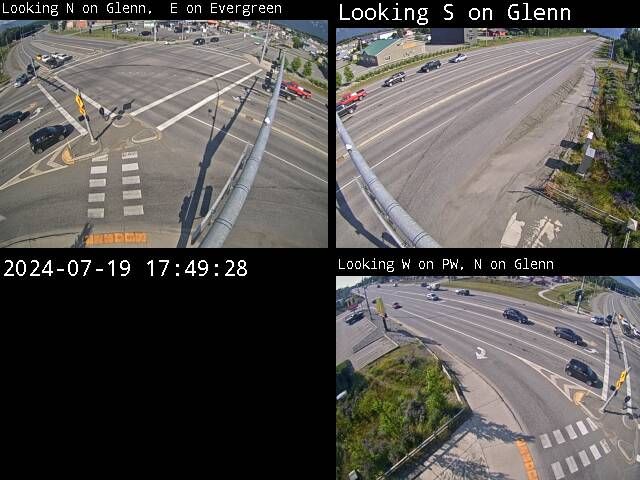 Looking N on Glenn, E on Evergreen
Looking S on Glenn
2024-07-19 17:49:28
Looking W on PW, N on Glenn